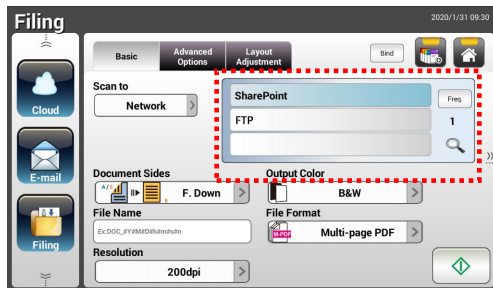 Filing
2020/1/31 09:30
Basic
Advanced Options
Layout Adjustment
Bind
Cloud
E-mail
Filing
Scan to
Network
SharePoint
FTP
Freq.
1
Document Sides
A/b
F. Down
Output Color
B&W
File Name
Ex:DOC_#Y#M#D#h#m#s#n
File Format
M-PDF
Multi-page PDF
Resolution
200dpi